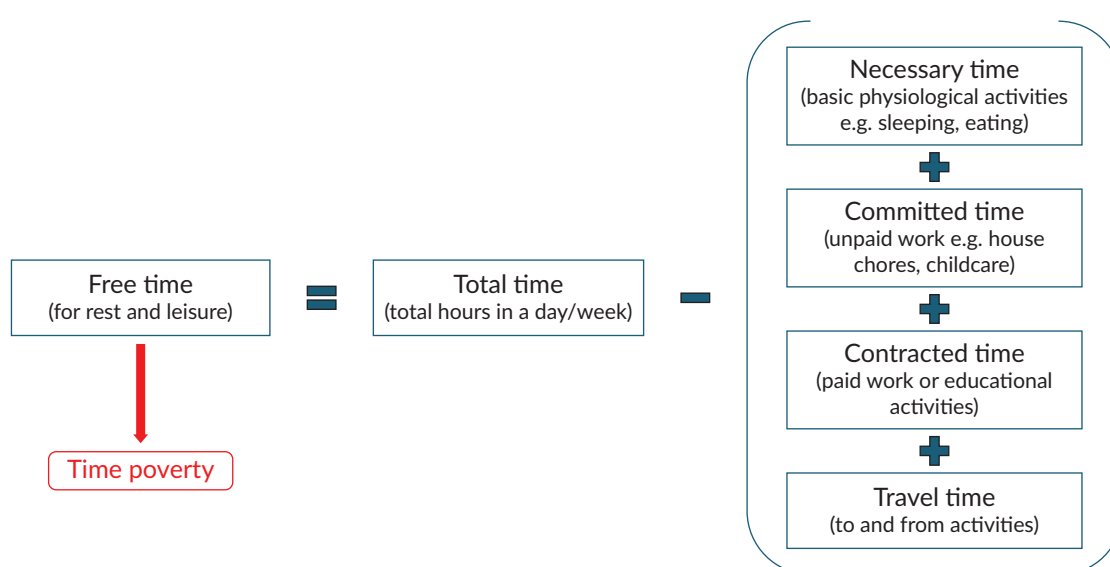 Necessary time
(basic physiological activities
e.g. sleeping, eating)
Committed time
(unpaid work e.g. house
chores, childcare)
Free time
(for rest and leisure)
Total time
(total hours in a day/week)
Contracted time
(paid work or educational
activities)
Time poverty
Travel time
(to and from activities)